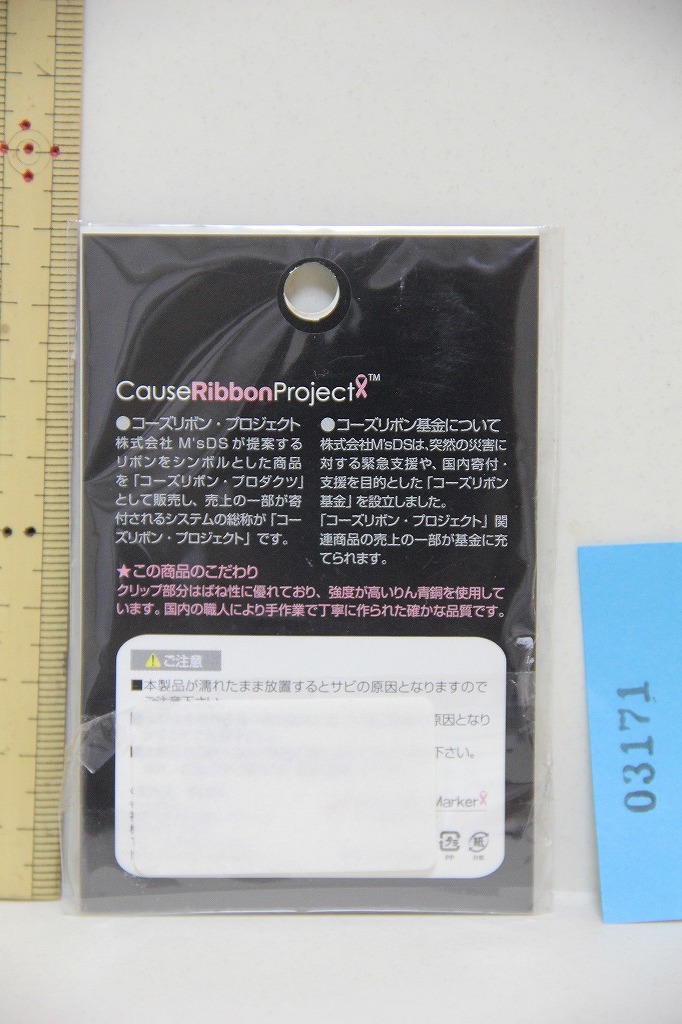 CauseRibbonProject™
●コーズリボン・プロジェクト
株式会社 M'sDS が提案する
リボンをシンボルとした商品
を「コーズリボン・プロダクツ」
として販売し、売上の一部が寄
付されるシステムの総称が「コー
ズリボン・プロジェクト」です。
●コーズリボン基金について
株式会社M'sDSは、突然の災害に
対する緊急支援や、国内寄付・
支援を目的とした「コーズリボン
基金」を設立しました。
「コーズリボン・プロジェクト」関
連商品の売上の一部が基金に充
てられます。
★この商品のこだわり
クリップ部分はばね性に優れており、強度が高いりん青銅を使用して
います。国内の職人により手作業で丁寧に作られた確かな品質です。
ご注意
■本製品が濡れたまま放置するとサビの原因となりますので
ご注意下さい。
原因となり
下さい。
Marker
プラ
PP
紙
台紙
03171